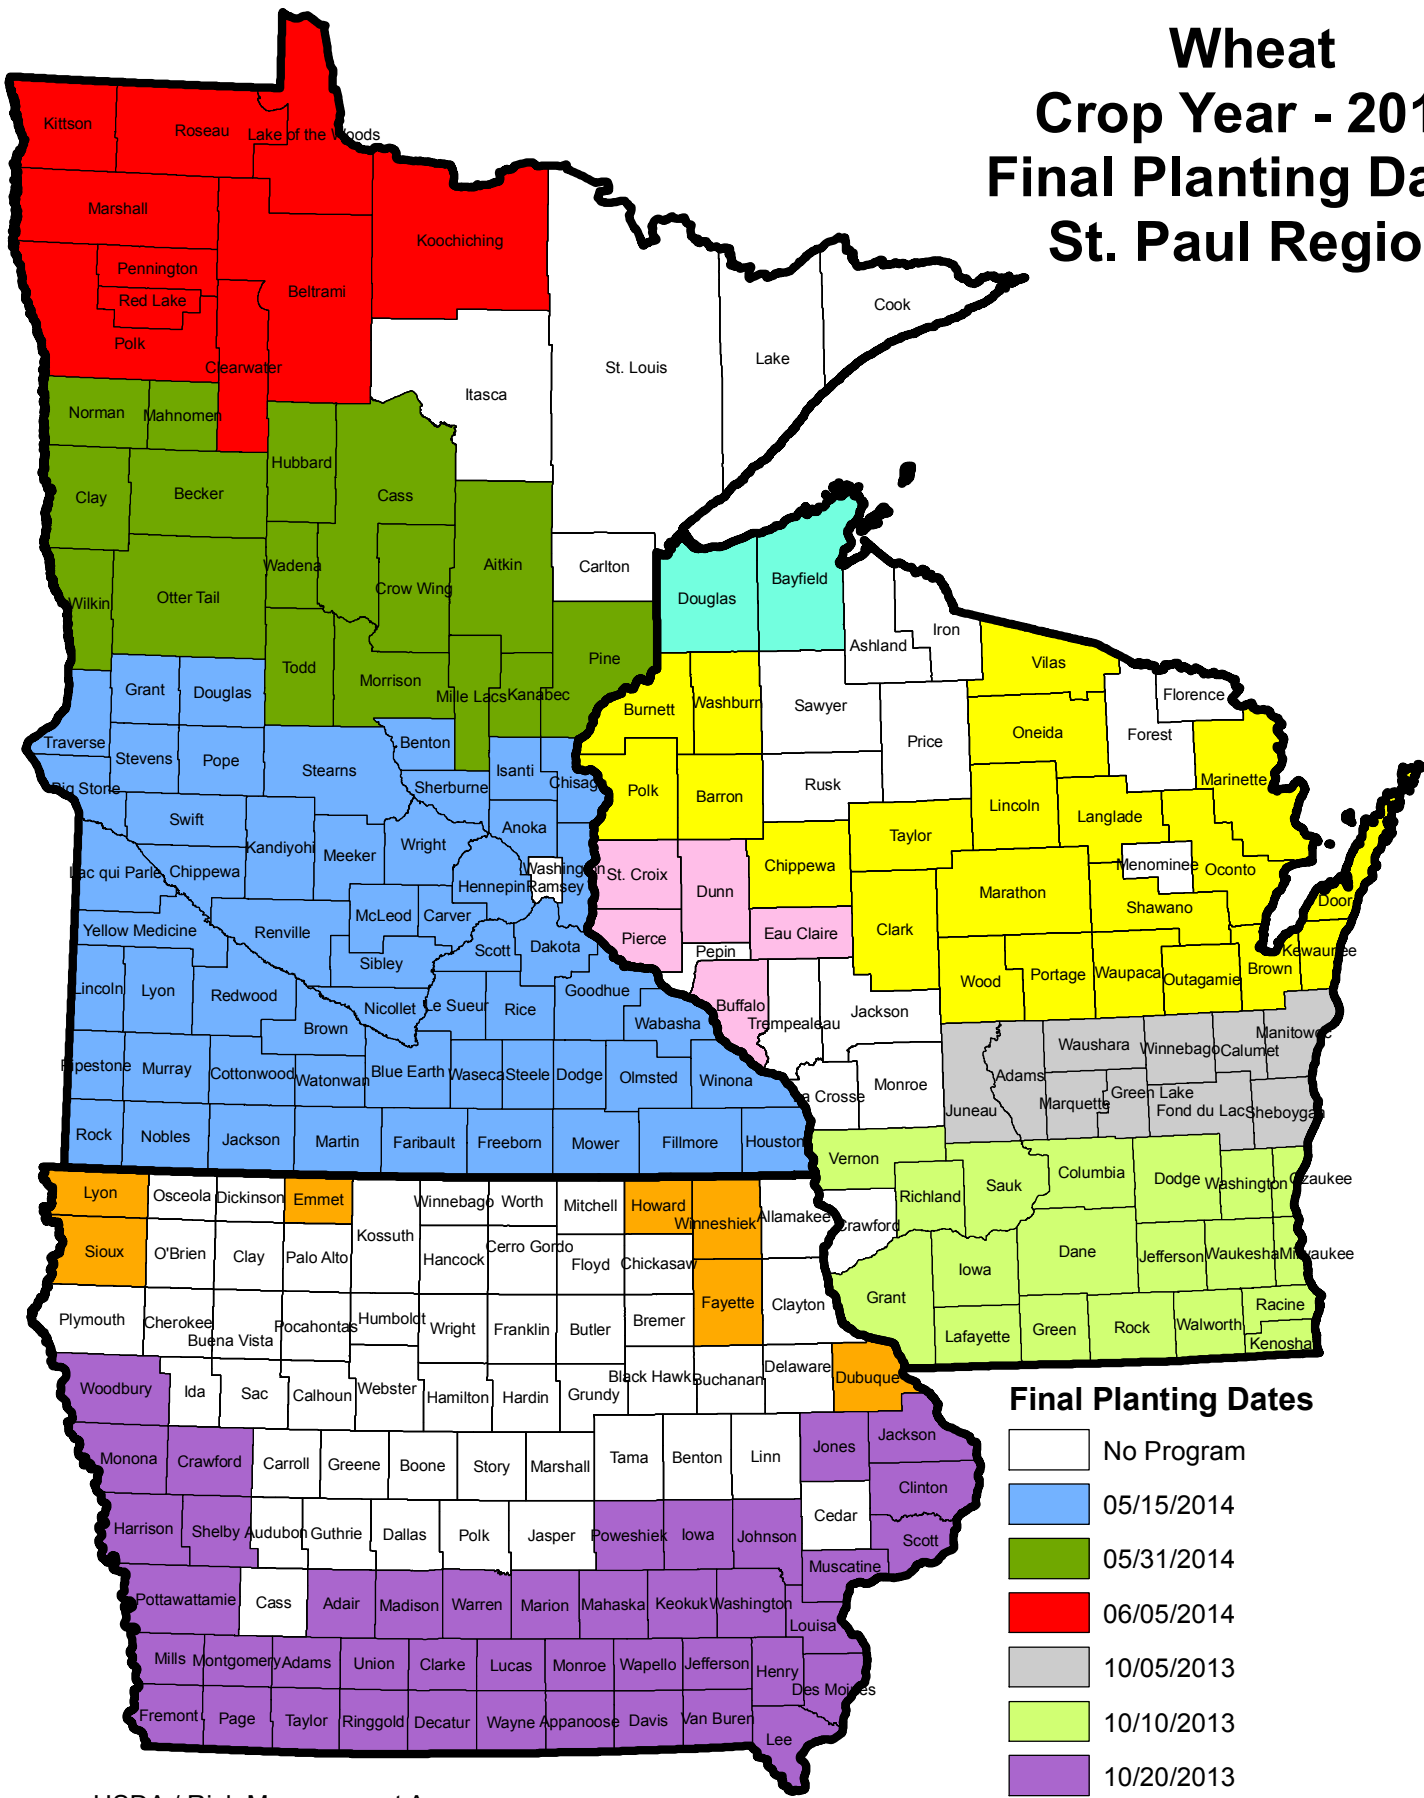 Wheat
Crop Year - 201
Final Planting Da
St. Paul Regio
Kittson
Roseau
Lake of the Woods
Marshall
Koochiching
Pennington
Beltrami
Red Lake
Polk
Clearwater
Cook
Lake
St. Louis
Itasca
Norman
Mahnomen
Hubbard
Clay
Becker
Cass
Wadena
Aitkin
Carlton
Crow Wing
Wilkin
Otter Tail
Todd
Morrison
Mille Lacs
Kanabec
Pine
Grant
Douglas
Traverse
Stevens
Pope
Stearns
Benton
Big Stone
Sherburne
Isanti
Chisag
Swift
Kandiyohi
Meeker
Wright
Anoka
Lac qui Parle
Chippewa
Hennepin
Washington
Ramsey
McLeod
Carver
Yellow Medicine
Renville
Sibley
Scott
Dakota
Lincoln
Lyon
Redwood
Nicollet
Le Sueur
Rice
Goodhue
Brown
Wabasha
Pipestone
Murray
Cottonwood
Watonwan
Blue Earth
Waseca
Steele
Dodge
Olmsted
Winona
Rock
Nobles
Jackson
Martin
Faribault
Freeborn
Mower
Fillmore
Houston
Douglas
Bayfield
Ashland
Iron
Vilas
Burnett
Washburn
Sawyer
Price
Oneida
Forest
Florence
Marinette
Polk
Barron
Rusk
Lincoln
Langlade
Taylor
Chippewa
St. Croix
Dunn
Menominee
Oconto
Marathon
Shawano
Door
Pierce
Pepin
Eau Claire
Clark
Kewaunee
Wood
Portage
Waupaca
Outagamie
Brown
Buffalo
Trempealeau
Jackson
Waushara
Winnebago
Calumet
Manitowoc
Adams
La Crosse
Monroe
Juneau
Marquette
Green Lake
Fond du Lac
Sheboygan
Vernon
Richland
Sauk
Columbia
Dodge
Washington
Ozaukee
Crawford
Iowa
Dane
Jefferson
Waukesha
Milwaukee
Grant
Lafayette
Green
Rock
Walworth
Racine
Kenosha
Lyon
Osceola
Dickinson
Emmet
Winnebago
Worth
Mitchell
Howard
Winneshiek
Allamakee
Kossuth
Sioux
O'Brien
Clay
Palo Alto
Hancock
Cerro Gordo
Floyd
Chickasaw
Fayette
Clayton
Plymouth
Cherokee
Buena Vista
Pocahontas
Humboldt
Wright
Franklin
Butler
Bremer
Woodbury
Ida
Sac
Calhoun
Webster
Hamilton
Hardin
Grundy
Black Hawk
Buchanan
Delaware
Dubuque
Monona
Crawford
Carroll
Greene
Boone
Story
Marshall
Tama
Benton
Linn
Jones
Jackson
Clinton
Harrison
Shelby
Audubon
Guthrie
Dallas
Polk
Jasper
Poweshiek
Iowa
Johnson
Cedar
Scott
Muscatine
Pottawattamie
Cass
Adair
Madison
Warren
Marion
Mahaska
Keokuk
Washington
Louisa
Mills
Montgomery
Adams
Union
Clarke
Lucas
Monroe
Wapello
Jefferson
Henry
Des Moines
Fremont
Page
Taylor
Ringgold
Decatur
Wayne
Appanoose
Davis
Van Buren
Lee
Final Planting Dates
No Program
05/15/2014
05/31/2014
06/05/2014
10/05/2013
10/10/2013
10/20/2013